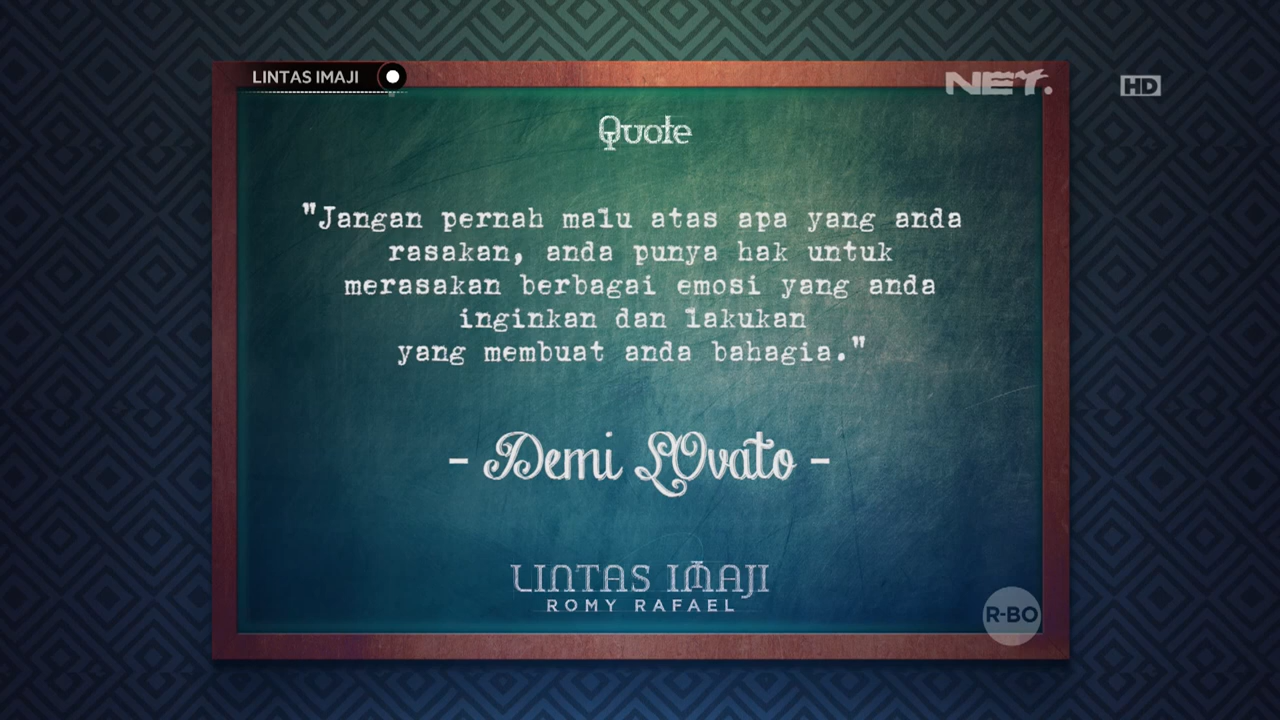 LINTAS IMAJI
NET.
HD
Quote
"Jangan pernah malu atas apa yang anda
rasakan, anda punya hak untuk
merasakan berbagai emosi yang anda
inginkan dan lakukan
yang membuat anda bahagia."
- Demi LOvato -
LINTAS IMAJI
ROMY RAFAEL
R-BO